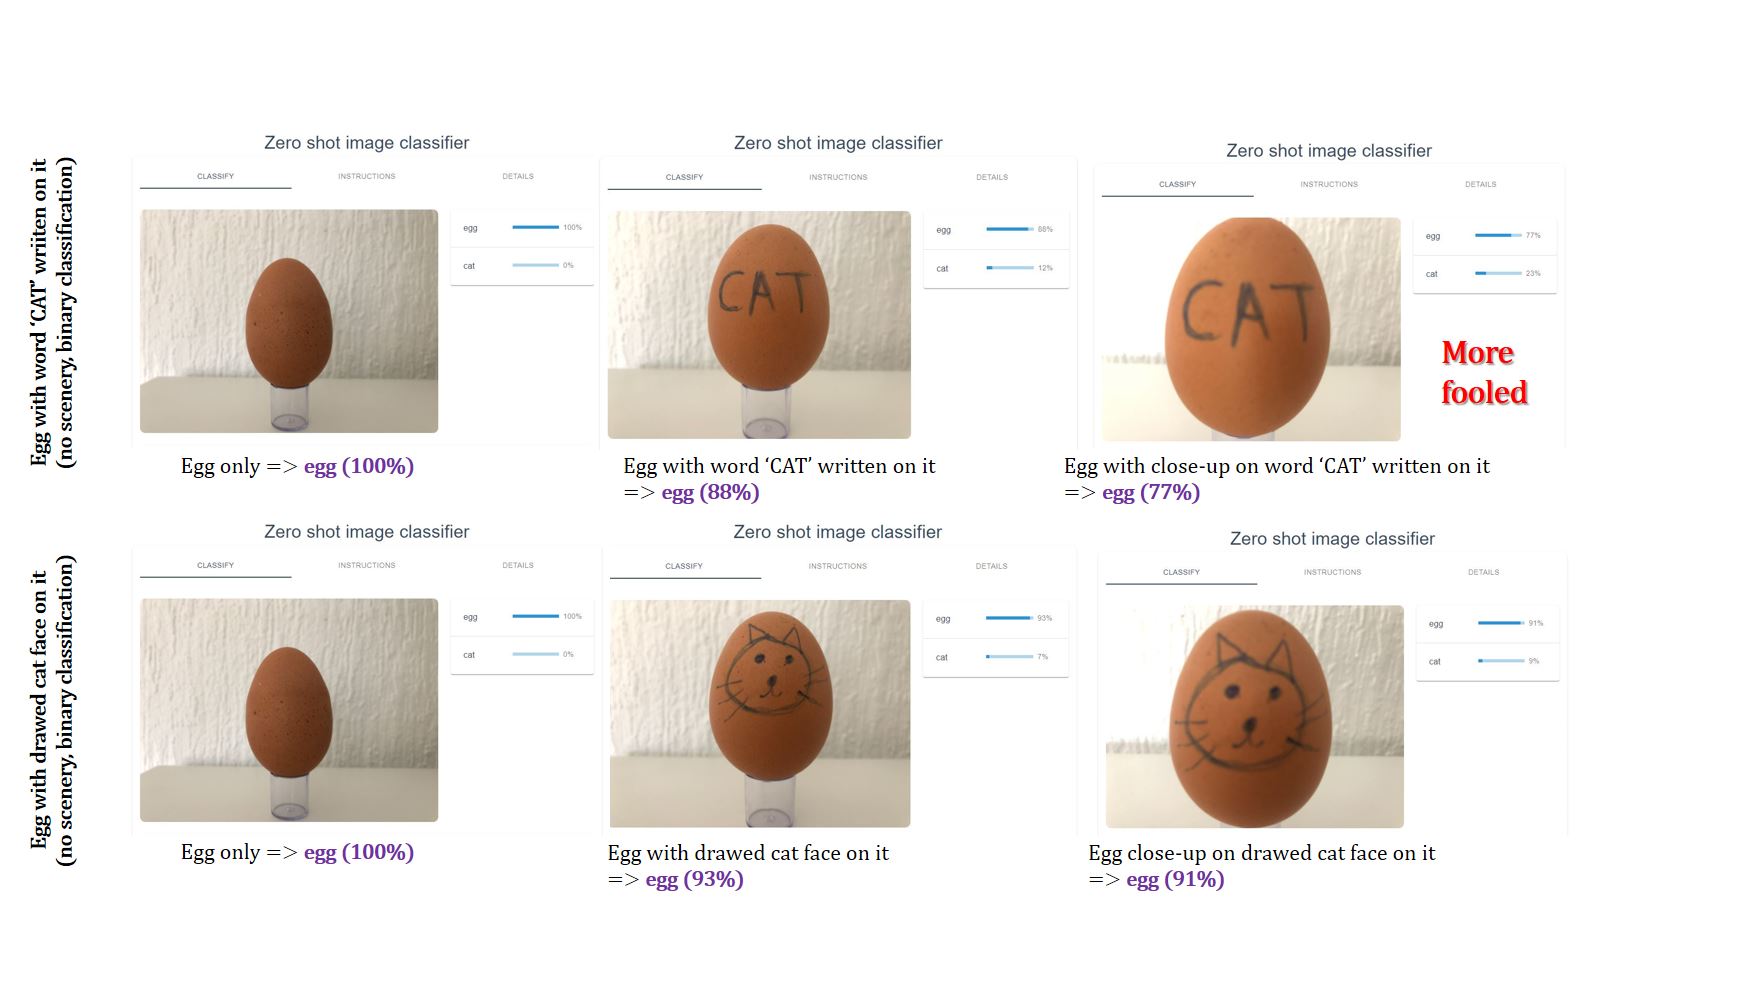 Egg with word ‘CAT’ wriiten on it
(no scenery, binary classification)
Zero shot image classifier
CLASSIFY INSTRUCTIONS DETAILS
egg 100%
cat 0%
Egg only => egg (100%)
Zero shot image classifier
CLASSIFY INSTRUCTIONS DETAILS
CAT
egg 88%
cat 12%
Egg with word ‘CAT’ written on it
=> egg (88%)
Zero shot image classifier
CLASSIFY INSTRUCTIONS DETAILS
CAT
egg 77%
cat 23%
More
fooled
Egg with close-up on word ‘CAT’ written on it
=> egg (77%)
Egg with drawed cat face on it
(no scenery, binary classification)
Zero shot image classifier
CLASSIFY INSTRUCTIONS DETAILS
egg 100%
cat 0%
Egg only => egg (100%)
Zero shot image classifier
CLASSIFY INSTRUCTIONS DETAILS
egg 93%
cat 7%
Egg with drawed cat face on it
=> egg (93%)
Zero shot image classifier
CLASSIFY INSTRUCTIONS DETAILS
egg 91%
cat 9%
Egg close-up on drawed cat face on it
=> egg (91%)